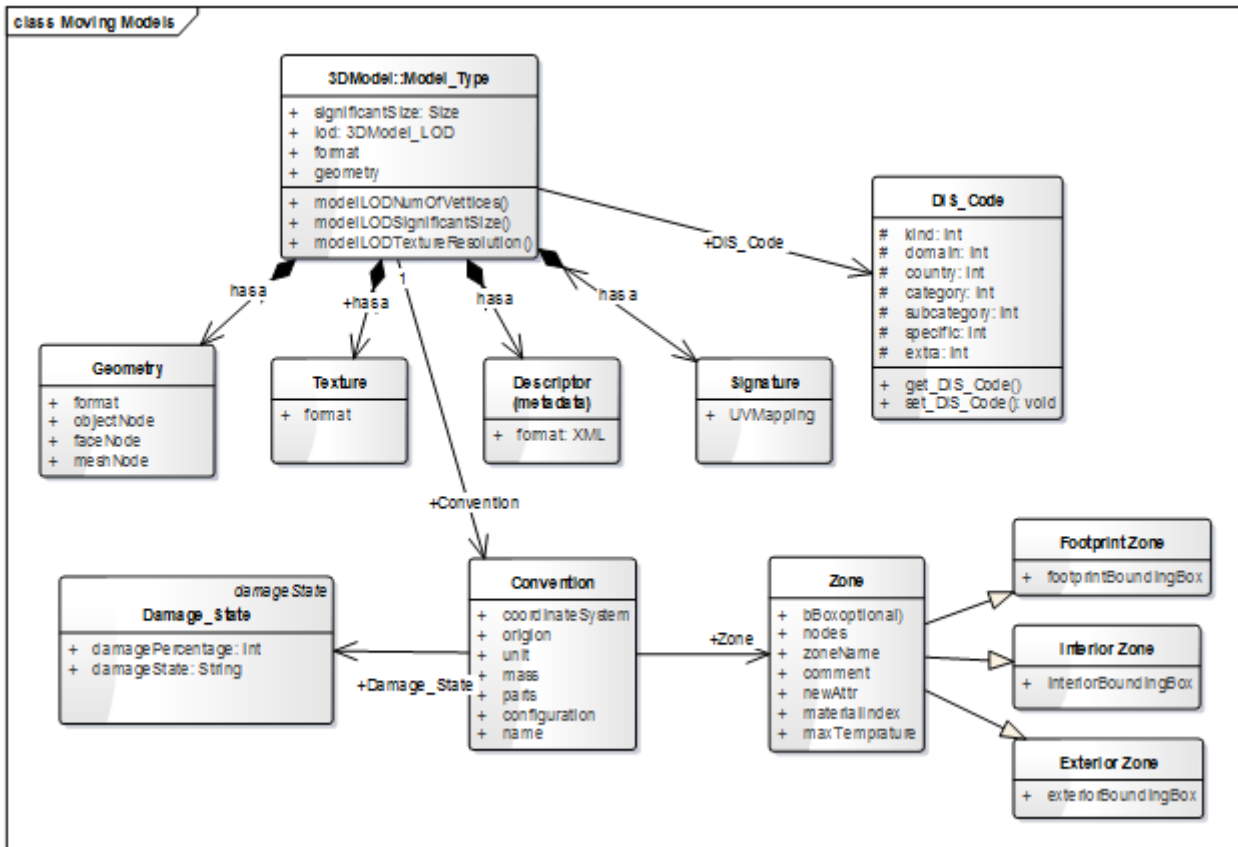 class Moving Models
3DModel::Model_Type
+ significantSize: Size
+ lod: 3DModel_LOD
+ format
+ geometry
+ modelLODNumOfVettices()
+ modelLODSignificantSize()
+ modelLODTextureResolution()
DIS_Code
# kind: Int
# domain: Int
# country: Int
# category: Int
# subcategory: Int
# specific: Int
# extra: Int
+ get_DIS_Code()
+ set_DIS_Code(): void
+DIS_Code
1
hasa
+hasa
hasa
hasa
Geometry
+ format
+ objectNode
+ faceNode
+ meshNode
Texture
+ format
Descriptor
(metadata)
+ format: XML
Signature
+ UVMapping
+Convention
damageState
Damage_State
+ damagePercentage: Int
+ damageState: String
+Damage_State
Convention
+ coordinateSystem
+ origion
+ unit
+ mass
+ parts
+ configuration
+ name
+Zone
Zone
+ bBoxoptional)
+ nodes
+ zoneName
+ comment
+ newAttr
+ materialIndex
+ maxTemprature
Footprint Zone
+ footprintBoundingBox
Interior Zone
+ interiorBoundingBox
Exterior Zone
+ exteriorBoundingBox